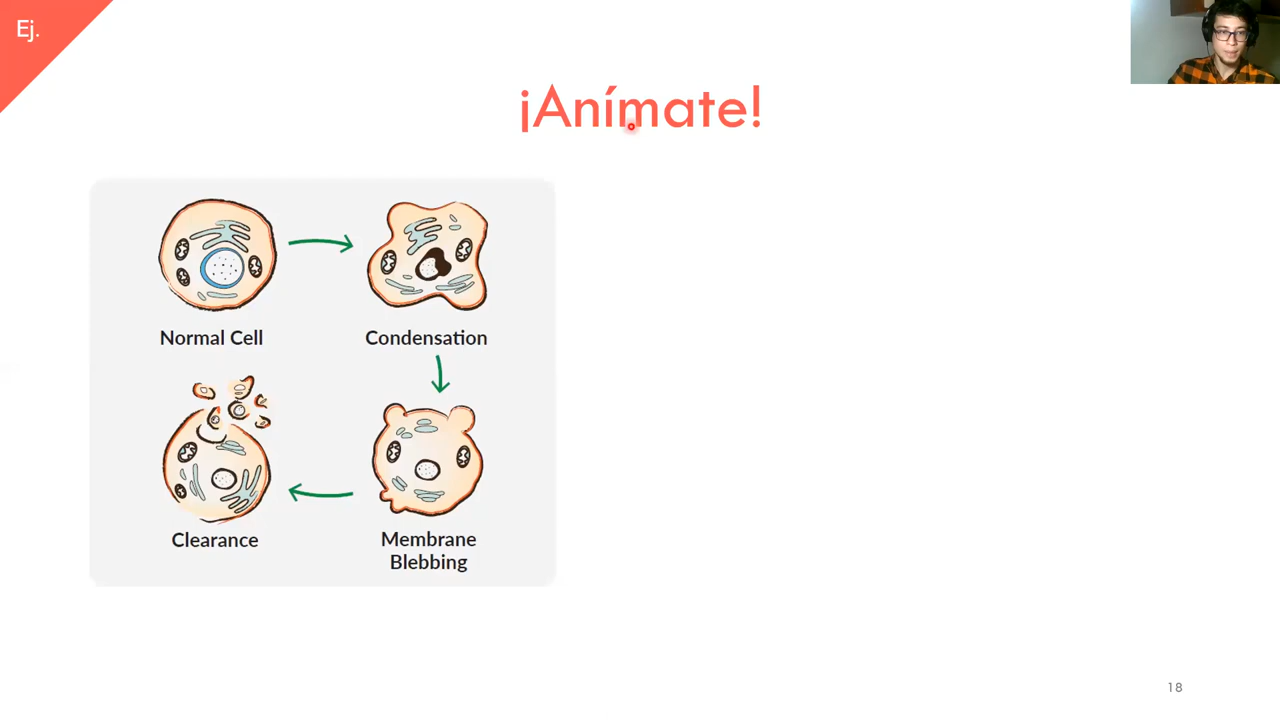 Ej.
¡Anímate!
Normal Cell
Condensation
Clearance
Membrane
Blebbing
18